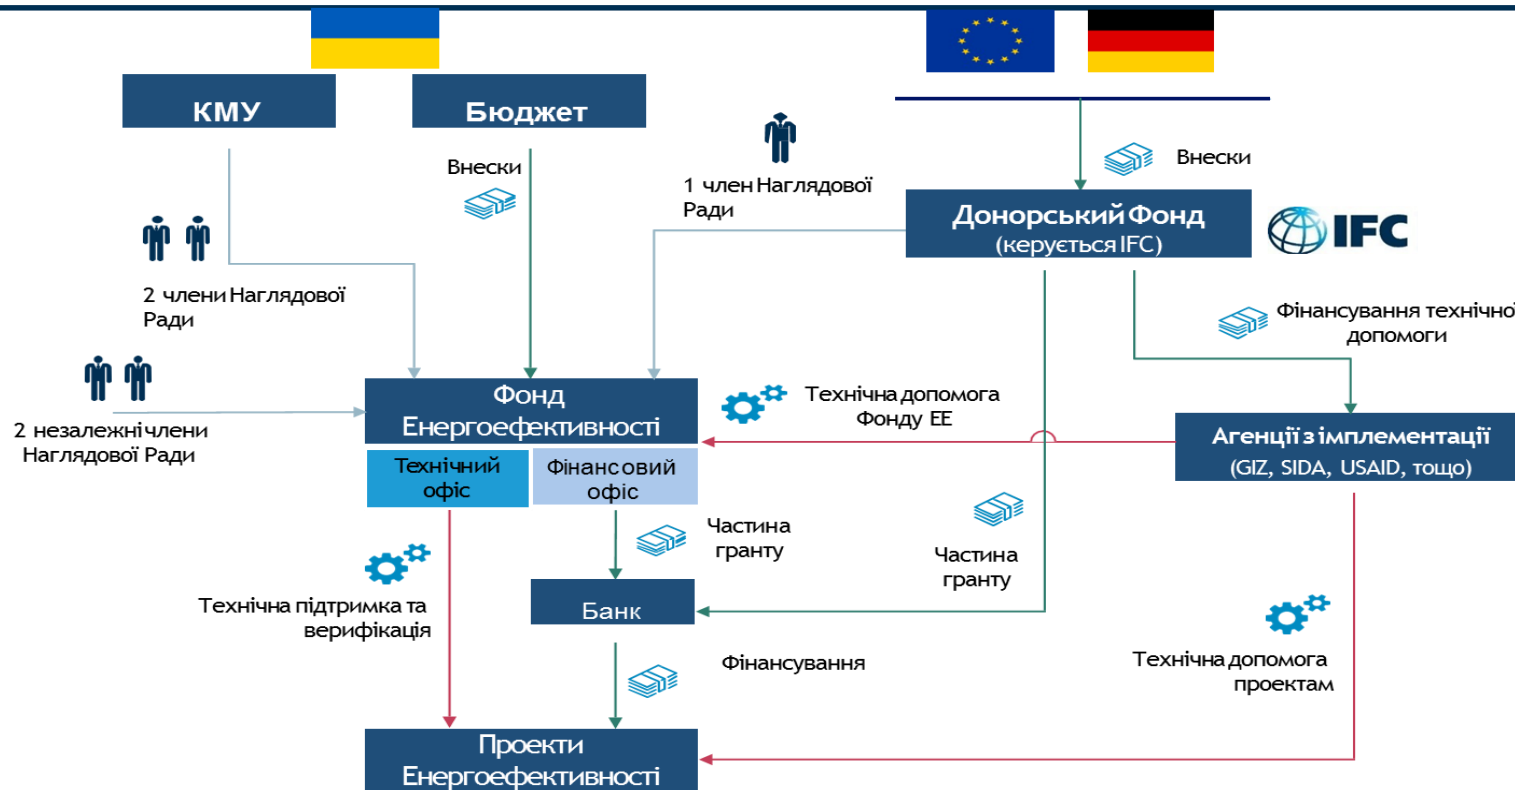 КМУ
Бюджет
Внески
1 член Наглядової
Ради
Внески
Донорський Фонд
(керується IFC)
IFC
2 члени Наглядової
Ради
Фінансування технічної
допомоги
2 незалежні члени
Наглядової Ради
Фонд
Енергоефективності
Технічна допомога
Фонду ЕЕ
Агенції з імплементації
(GIZ, SIDA, USAID, тощо)
Технічний
офіс
Фінансовий
офіс
Частина
гранту
Частина
гранту
Технічна підтримка та
верифікація
Банк
Фінансування
Технічна допомога
проектам
Проекти
Енергоефективності